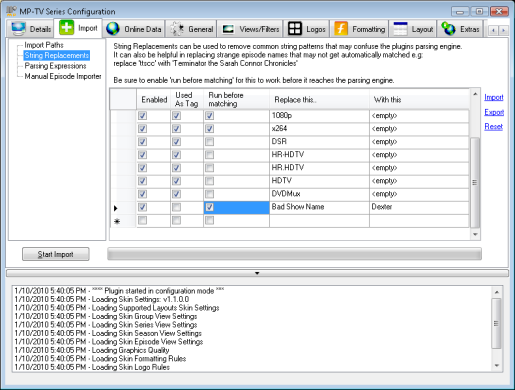 MP-TV Series Configuration
Details Import Online Data General Views/Filters Logos Formatting Layout Extras
Import Paths
String Replacements
Parsing Expressions
Manual Episode Importer
String Replacements can be used to remove common string patterns that may confuse the plugins parsing engine.
It can also be helpful in replacing strange episode names that may not get automatically matched e.g:
replace 'ttscc' with 'Terminator the Sarah Connor Chronicles'
Be sure to enable 'run before matching' for this to work before it reaches the parsing engine.
Enabled Used As Tag Run before matching Replace this.. With this
1080p <empty>
x264 <empty>
DSR <empty>
HR-HDTV <empty>
HR.HDTV <empty>
HDTV <empty>
DVDMux <empty>
Bad Show Name Dexter
Import
Export
Reset
Start Import
1/10/2010 5:40:05 PM - **** Plugin started in configuration mode ***
1/10/2010 5:40:05 PM - Loading Skin Settings: v1.1.0.0
1/10/2010 5:40:05 PM - Loading Supported Layouts Skin Settings
1/10/2010 5:40:05 PM - Loading Skin Group View Settings
1/10/2010 5:40:05 PM - Loading Skin Series View Settings
1/10/2010 5:40:05 PM - Loading Skin Season View Settings
1/10/2010 5:40:05 PM - Loading Skin Episode View Settings
1/10/2010 5:40:05 PM - Loading Graphics Quality
1/10/2010 5:40:05 PM - Loading Skin Formatting Rules
1/10/2010 5:40:05 PM - Loading Skin Logo Rules